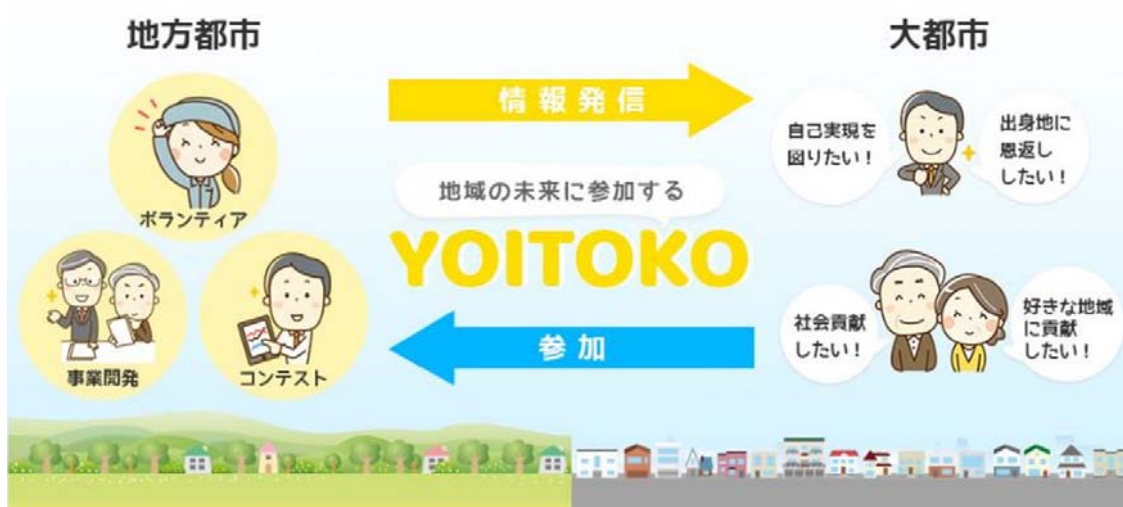 地方都市
大都市
情報発信
自己実現を
図りたい！
出身地に
恩返し
したい！
ボランティア
地域の未来に参加する
YOITOKO
事業開発
コンテスト
参加
社会貢献
したい！
好きな地域
に貢献
したい！